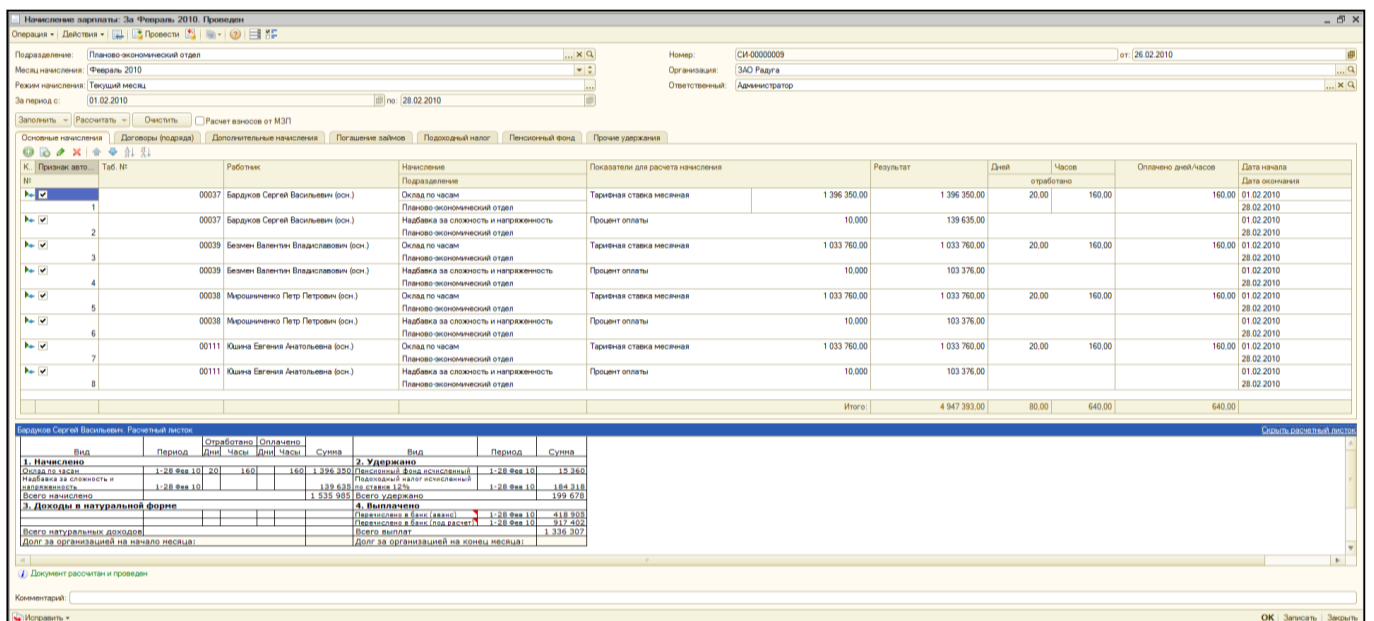 Начисление зарплаты: За Февраль 2010. Проведен
Операция Действия Провести
Подразделение: Планово-экономический отдел Номер: СИ-00000009 от: 26.02.2010
Месяц начисления: Февраль 2010 Организация: ЗАО Радуга
Режим начисления: Текущий месяц Ответственный: Администратор
За период с: 01.02.2010 по: 28.02.2010
Заполнить Рассчитать Очистить Расчет взносов от МЗП
Основные начисления Договоры (подряда) Дополнительные начисления Погашение займов Подоходный налог Пенсионный фонд Прочие удержания
К.. Признак авто... Таб. № Работник Начисление Показатели для расчета начисления Результат Дней Часов Оплачено дней/часов Дата начала
№ Подразделение отработано Дата окончания
00037 Бардуков Сергей Васильевич (осн.) Оклад по часам Тарифная ставка месячная 1 396 350,00 1 396 350,00 20,00 160,00 160,00 01.02.2010
1 Планово-экономический отдел 28.02.2010
00037 Бардуков Сергей Васильевич (осн.) Надбавка за сложность и напряженность Процент оплаты 10,000 139 635,00 01.02.2010
2 Планово-экономический отдел 28.02.2010
00039 Безмен Валентин Владиславович (осн.) Оклад по часам Тарифная ставка месячная 1 033 760,00 1 033 760,00 20,00 160,00 160,00 01.02.2010
3 Планово-экономический отдел 28.02.2010
00039 Безмен Валентин Владиславович (осн.) Надбавка за сложность и напряженность Процент оплаты 10,000 103 376,00 01.02.2010
4 Планово-экономический отдел 28.02.2010
00038 Мирошниченко Петр Петрович (осн.) Оклад по часам Тарифная ставка месячная 1 033 760,00 1 033 760,00 20,00 160,00 160,00 01.02.2010
5 Планово-экономический отдел 28.02.2010
00038 Мирошниченко Петр Петрович (осн.) Надбавка за сложность и напряженность Процент оплаты 10,000 103 376,00 01.02.2010
6 Планово-экономический отдел 28.02.2010
00111 Юшина Евгения Анатольевна (осн.) Оклад по часам Тарифная ставка месячная 1 033 760,00 1 033 760,00 20,00 160,00 160,00 01.02.2010
7 Планово-экономический отдел 28.02.2010
00111 Юшина Евгения Анатольевна (осн.) Надбавка за сложность и напряженность Процент оплаты 10,000 103 376,00 01.02.2010
8 Планово-экономический отдел 28.02.2010
Итого: 4 947 393,00 80,00 640,00 640,00
Бардуков Сергей Васильевич. Расчетный листок Скрыть расчетный листок
Отработано Оплачено
Вид Период Дни Часы Дни Часы Сумма Вид Период Сумма
1. Начислено 2. Удержано
Оклад по часам 1-28 Фев 10 20 160 160 1 396 350 Пенсионный фонд исчисленный 1-28 Фев 10 15 360
Надбавка за сложность и Подоходный налог исчисленный
напряженность 1-28 Фев 10 139 635 по ставке 12% 1-28 Фев 10 184 318
Всего начислено 1 535 985 Всего удержано 199 678
3. Доходы в натуральной форме 4. Выплачено
Перечислено в банк (аванс) 1-28 Фев 10 418 905
Перечислено в банк (под расчет) 1-28 Фев 10 917 402
Всего натуральных доходов Всего выплат 1 336 307
Долг за организацией на начало месяца: Долг за организацией на конец месяца:
Документ рассчитан и проведен
Комментарий:
Исправить OK Записать Закрыть